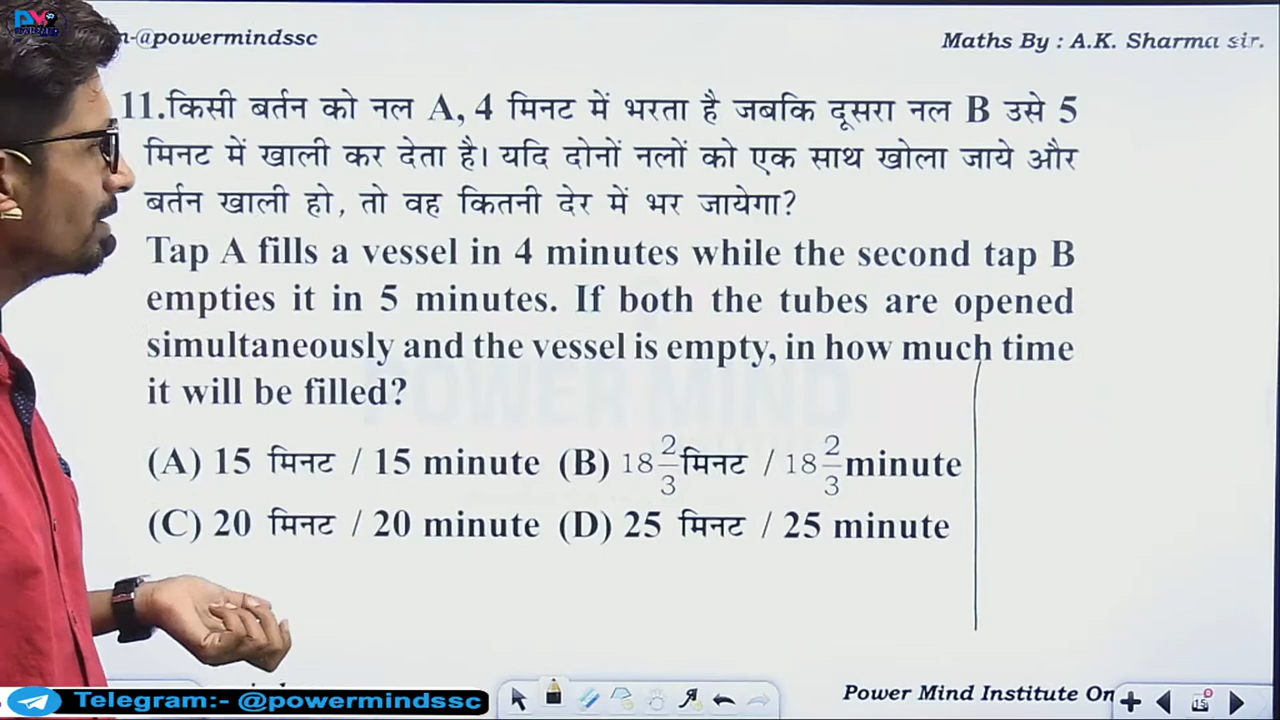 @powermindssc
Maths By : A.K. Sharma sir.
11.किसी बर्तन को नल A, 4 मिनट में भरता है जबकि दूसरा नल B उसे 5
मिनट में खाली कर देता है। यदि दोनों नलों को एक साथ खोला जाये और
बर्तन खाली हो, तो वह कितनी देर में भर जायेगा?
Tap A fills a vessel in 4 minutes while the second tap B
empties it in 5 minutes. If both the tubes are opened
simultaneously and the vessel is empty, in how much time
it will be filled?
(A) 15 मिनट / 15 minute (B) 18 2/3 मिनट / 18 2/3 minute
(C) 20 मिनट / 20 minute (D) 25 मिनट / 25 minute
POWER MIND
Telegram:- @powermindssc
Power Mind Institute On
15